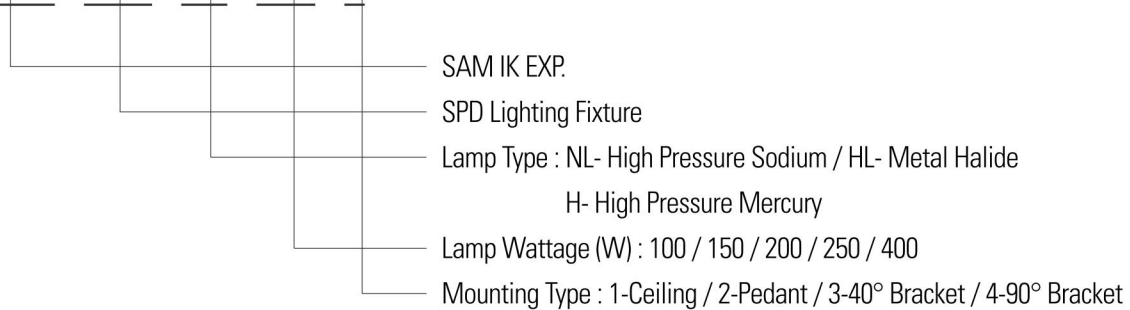 SAM IK EXP.
SPD Lighting Fixture
Lamp Type : NL- High Pressure Sodium / HL- Metal Halide
H- High Pressure Mercury
Lamp Wattage (W) : 100 / 150 / 200 / 250 / 400
Mounting Type : 1-Ceiling / 2-Pedant / 3-40° Bracket / 4-90° Bracket